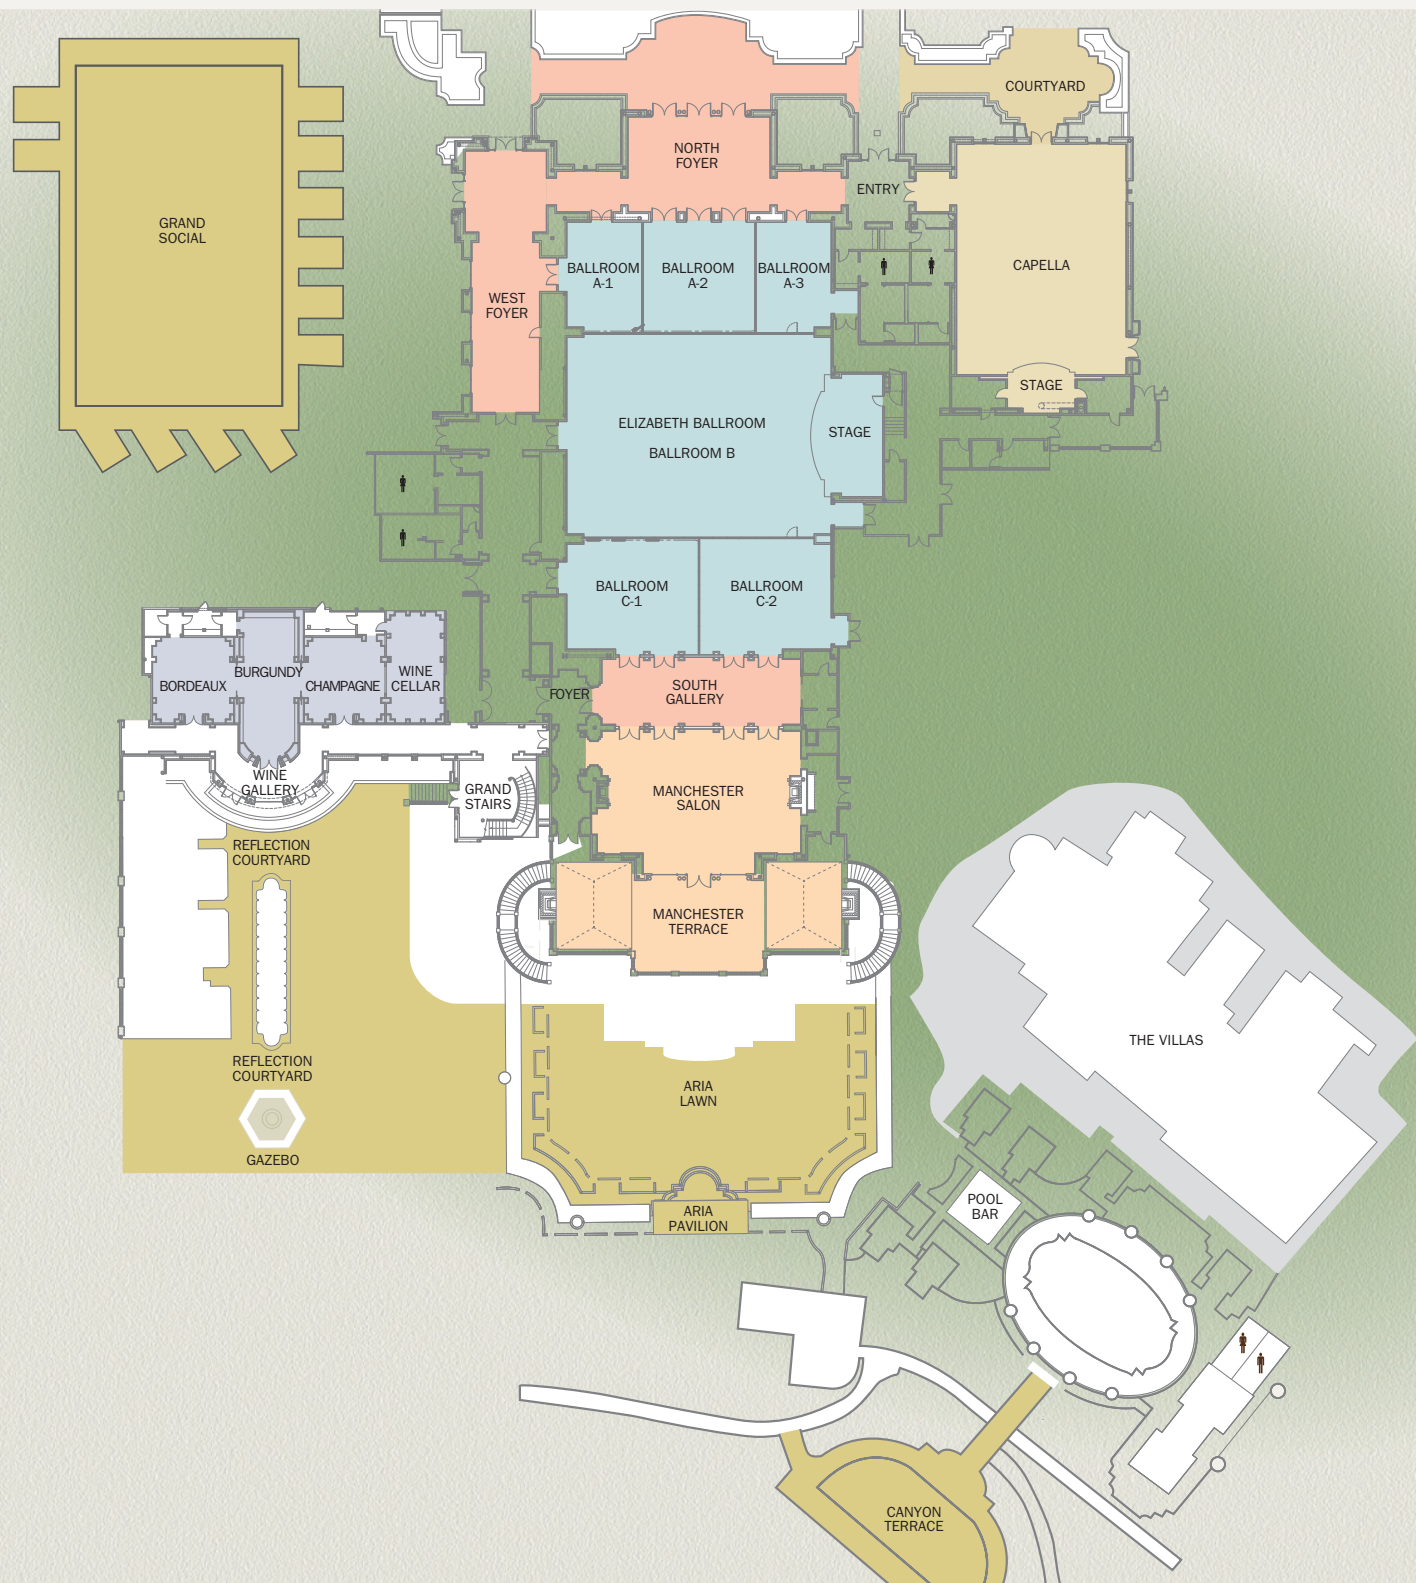 COURTYARD
NORTH
FOYER
ENTRY
GRAND
SOCIAL
CAPELLA
BALLROOM
A-1
BALLROOM
A-2
BALLROOM
A-3
WEST
FOYER
STAGE
ELIZABETH BALLROOM
BALLROOM B
STAGE
BALLROOM
C-1
BALLROOM
C-2
BORDEAUX
BURGUNDY
CHAMPAGNE
WINE
CELLAR
FOYER
SOUTH
GALLERY
WINE
GALLERY
GRAND
STAIRS
MANCHESTER
SALON
REFLECTION
COURTYARD
MANCHESTER
TERRACE
THE VILLAS
REFLECTION
COURTYARD
ARIA
LAWN
GAZEBO
POOL
BAR
ARIA
PAVILION
CANYON
TERRACE